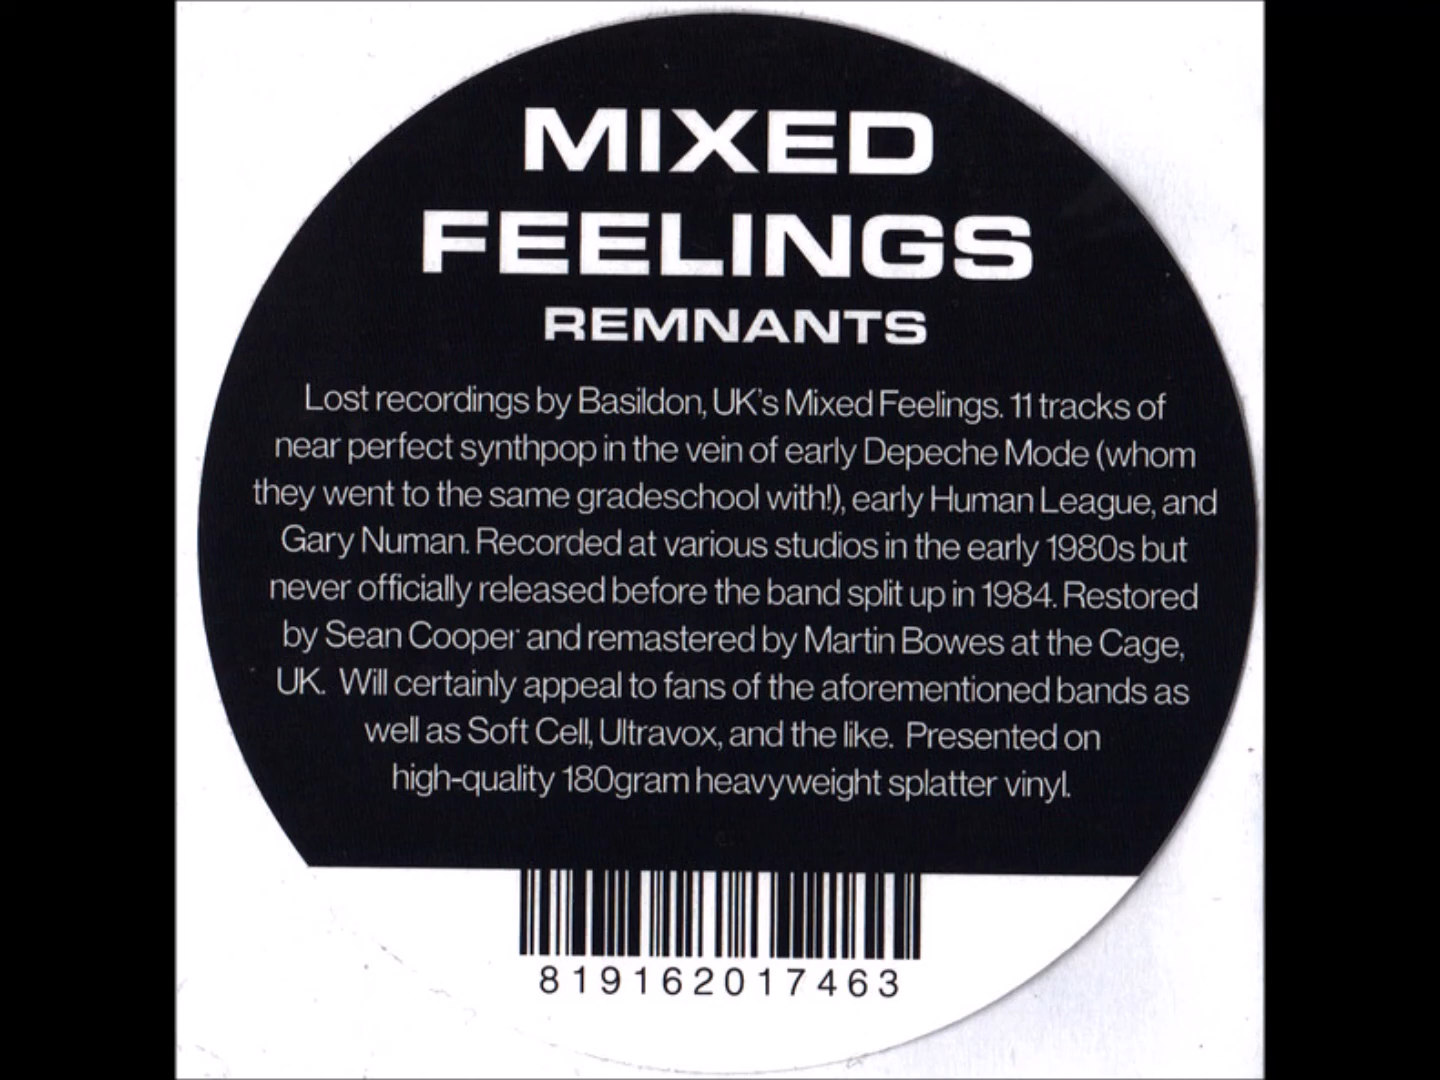 MIXED
FEELINGS
REMNANTS
Lost recordings by Basildon, UK's Mixed Feelings. 11 tracks of
near perfect synthpop in the vein of early Depeche Mode (whom
they went to the same gradeschool with!), early Human League, and
Gary Numan. Recorded at various studios in the early 1980s but
never officially released before the band split up in 1984. Restored
by Sean Cooper and remastered by Martin Bowes at the Cage,
UK. Will certainly appeal to fans of the aforementioned bands as
well as Soft Cell, Ultravox, and the like. Presented on
high-quality 180gram heavyweight splatter vinyl.
819162017463